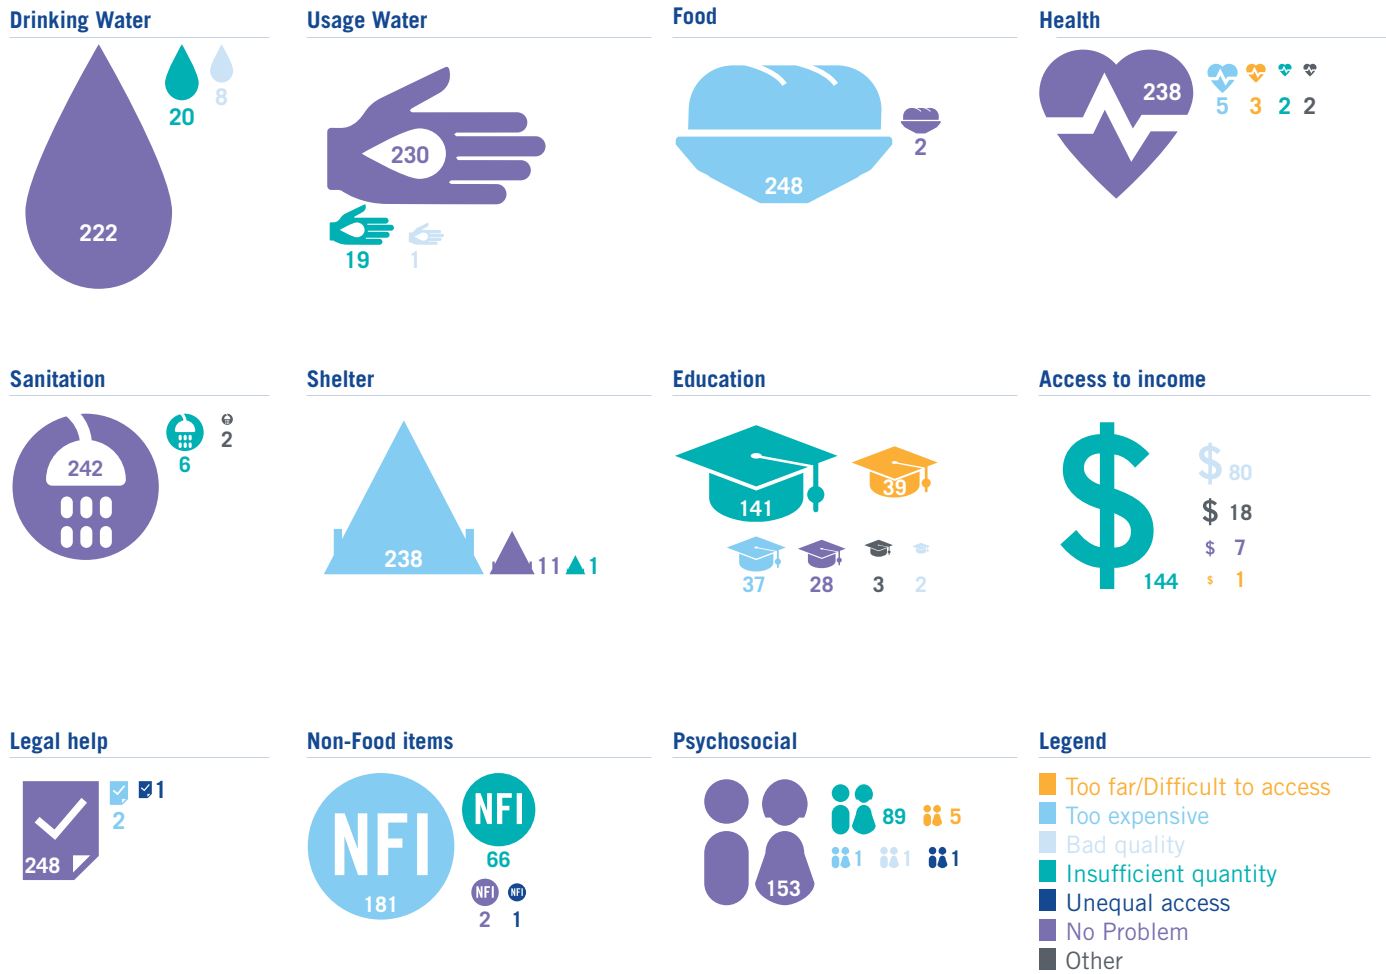 Drinking Water
222
20
8
Usage Water
230
19
1
Food
248
2
Health
238
5
3
2
2
Sanitation
242
6
2
Shelter
238
11
1
Education
141
39
37
28
3
2
Access to income
144
80
18
7
1
Legal help
248
2
1
Non-Food items
NFI
181
NFI
66
NFI
2
NFI
1
Psychosocial
153
89
5
1
1
1
Legend
Too far/Difficult to access
Too expensive
Bad quality
Insufficient quantity
Unequal access
No Problem
Other